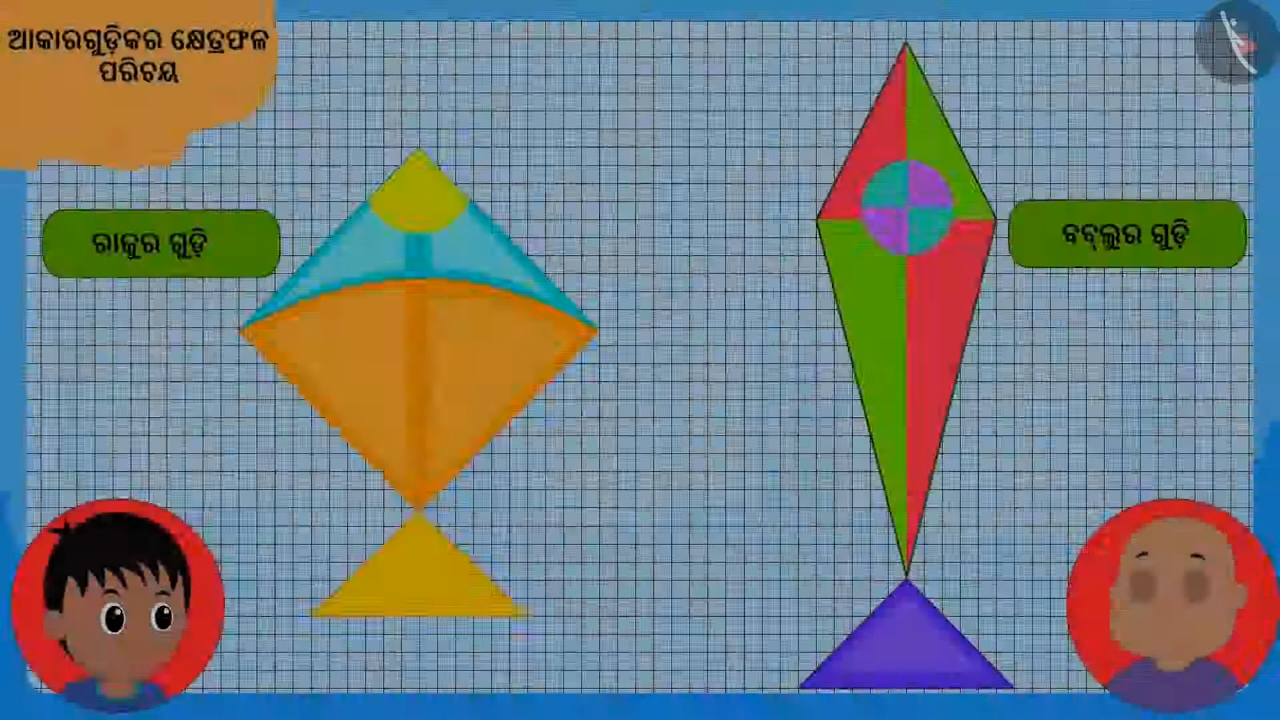 ଆକାରଗୁଡ଼ିକର କ୍ଷେତ୍ରଫଳ
ପରିଚୟ
ରାଜୁର ଗୁଡ଼ି
ବବ୍‌ଲୁର ଗୁଡ଼ି